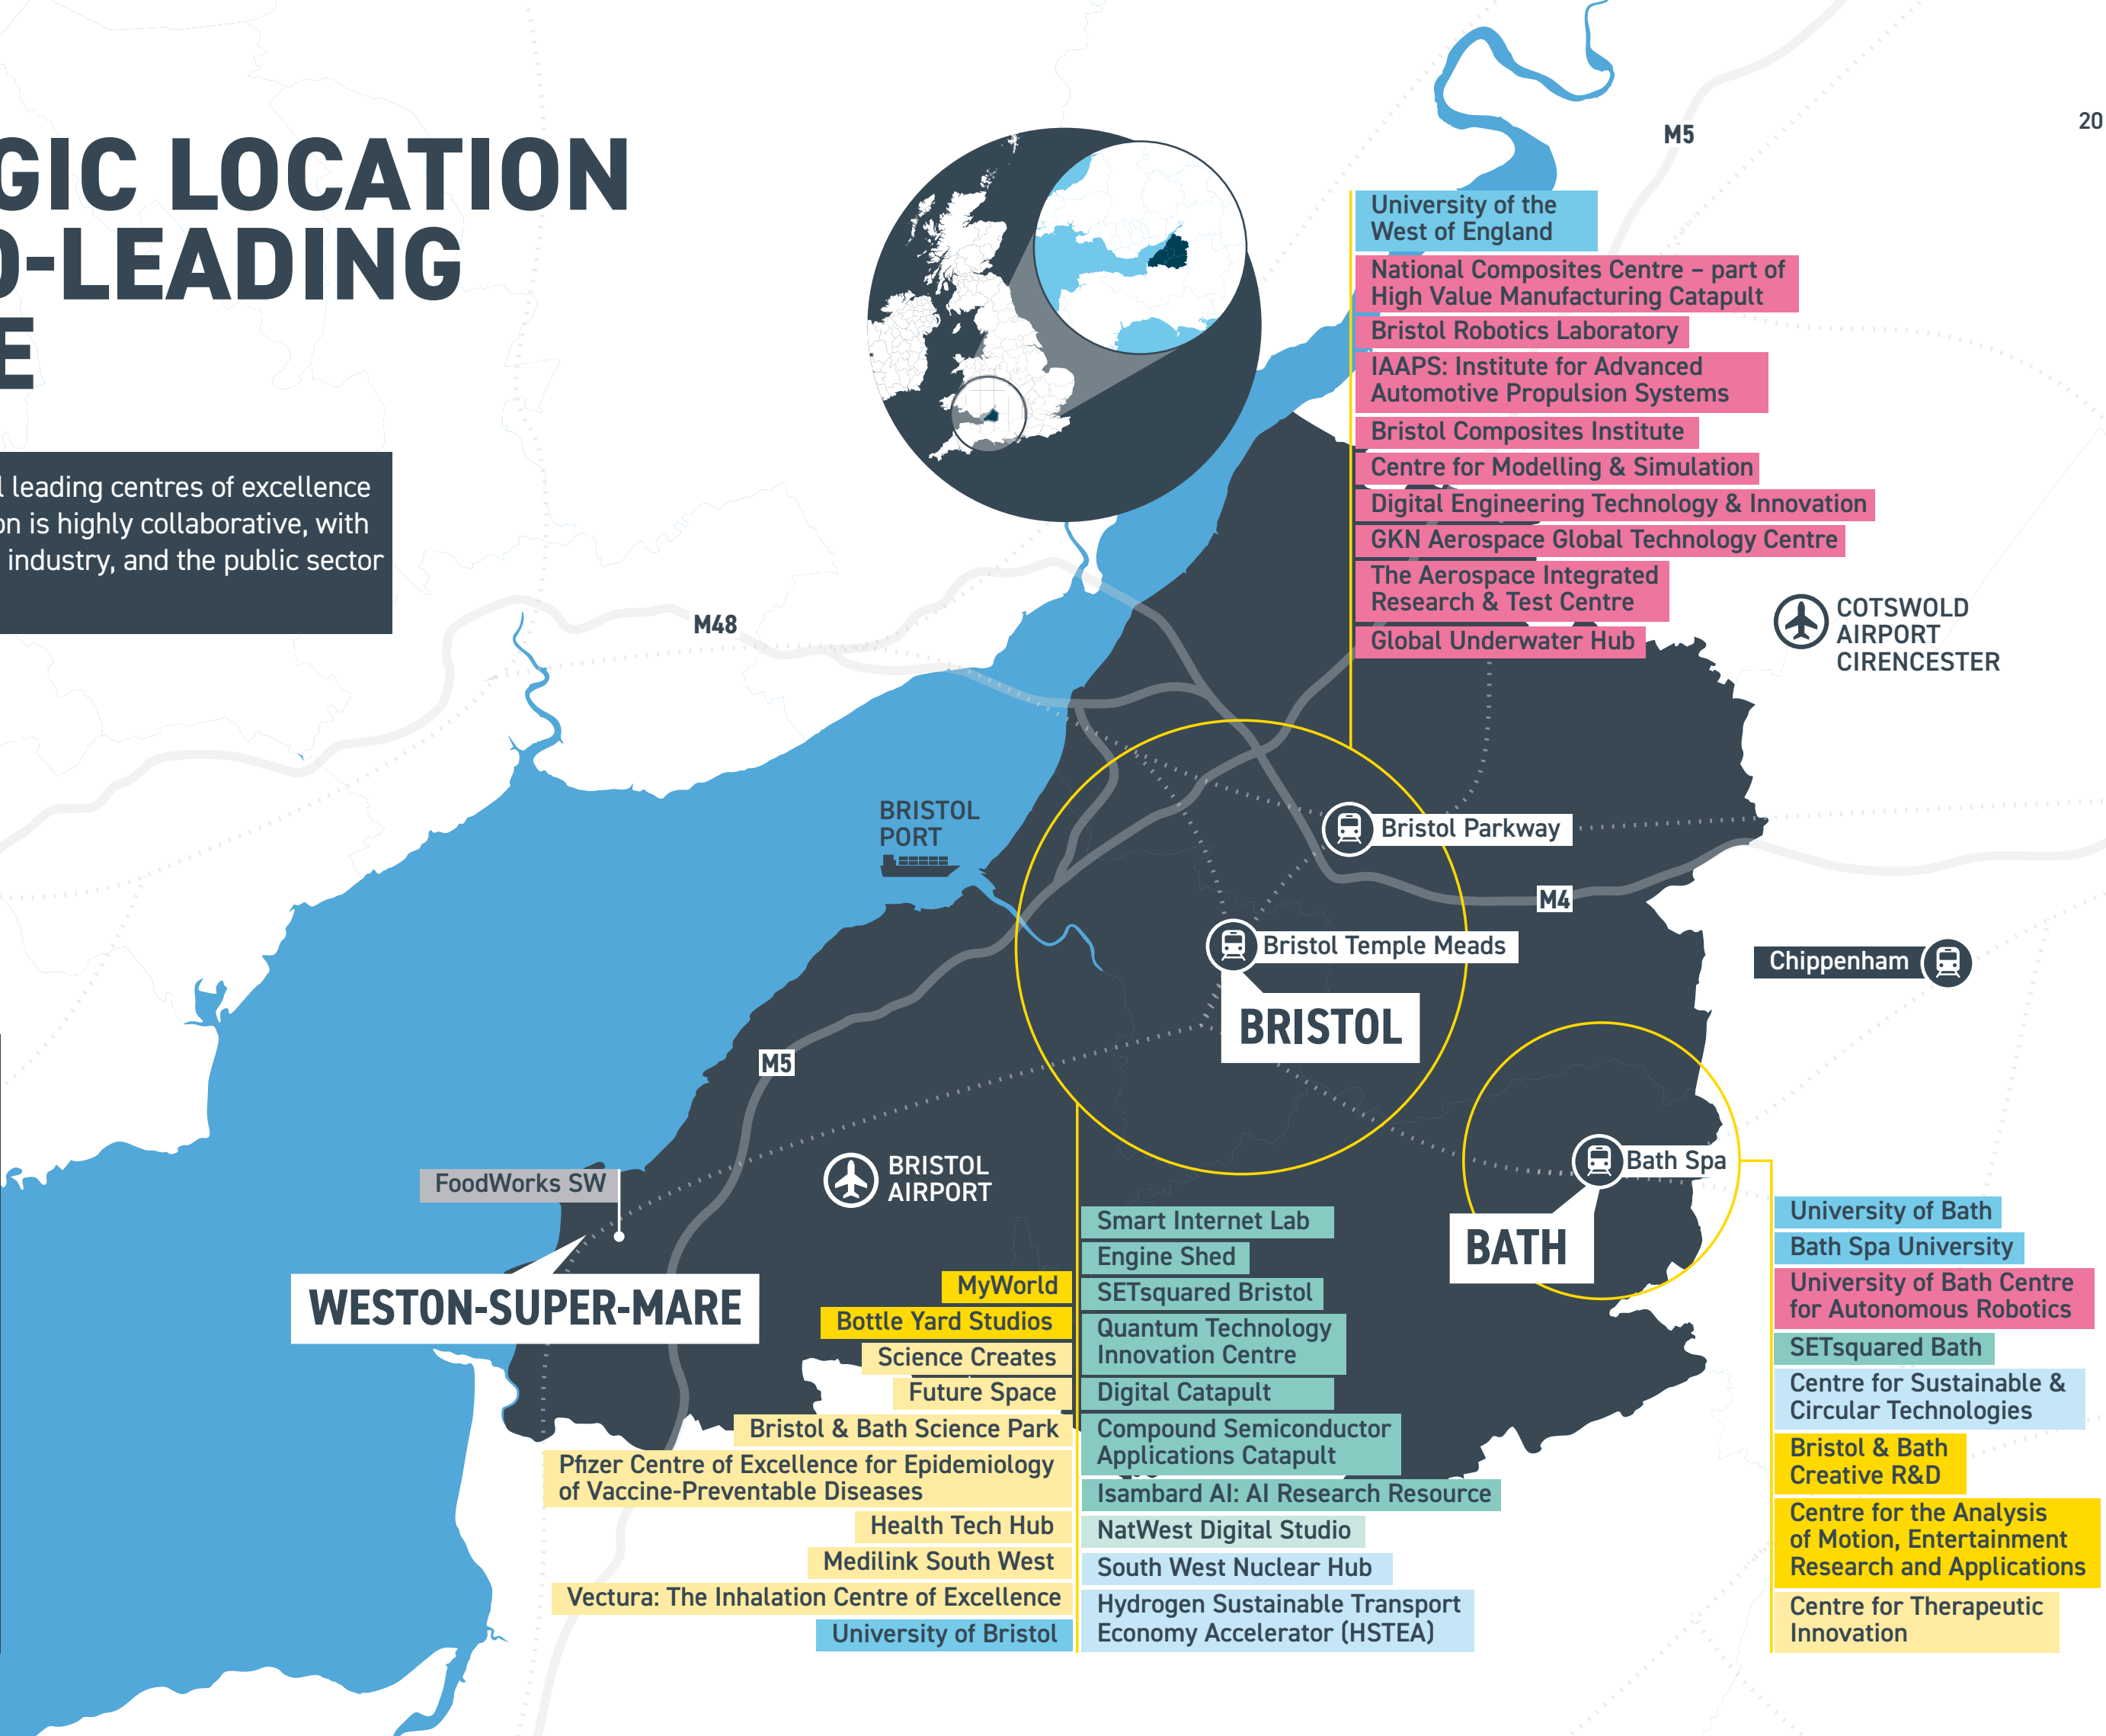 20
GIC LOCATION
D-LEADING
E
l leading centres of excellence
on is highly collaborative, with
industry, and the public sector
M5
University of the
West of England
National Composites Centre – part of
High Value Manufacturing Catapult
Bristol Robotics Laboratory
IAAPS: Institute for Advanced
Automotive Propulsion Systems
Bristol Composites Institute
Centre for Modelling & Simulation
Digital Engineering Technology & Innovation
GKN Aerospace Global Technology Centre
The Aerospace Integrated
Research & Test Centre
Global Underwater Hub
COTSWOLD
AIRPORT
CIRENCESTER
M48
BRISTOL
PORT
Bristol Parkway
M4
Bristol Temple Meads
Chippenham
BRISTOL
M5
Bath Spa
BATH
BRISTOL
AIRPORT
FoodWorks SW
WESTON-SUPER-MARE
MyWorld
Bottle Yard Studios
Science Creates
Future Space
Bristol & Bath Science Park
Pfizer Centre of Excellence for Epidemiology
of Vaccine-Preventable Diseases
Health Tech Hub
Medilink South West
Vectura: The Inhalation Centre of Excellence
University of Bristol
Smart Internet Lab
Engine Shed
SETsquared Bristol
Quantum Technology
Innovation Centre
Digital Catapult
Compound Semiconductor
Applications Catapult
Isambard AI: AI Research Resource
NatWest Digital Studio
South West Nuclear Hub
Hydrogen Sustainable Transport
Economy Accelerator (HSTEA)
University of Bath
Bath Spa University
University of Bath Centre
for Autonomous Robotics
SETsquared Bath
Centre for Sustainable &
Circular Technologies
Bristol & Bath
Creative R&D
Centre for the Analysis
of Motion, Entertainment
Research and Applications
Centre for Therapeutic
Innovation